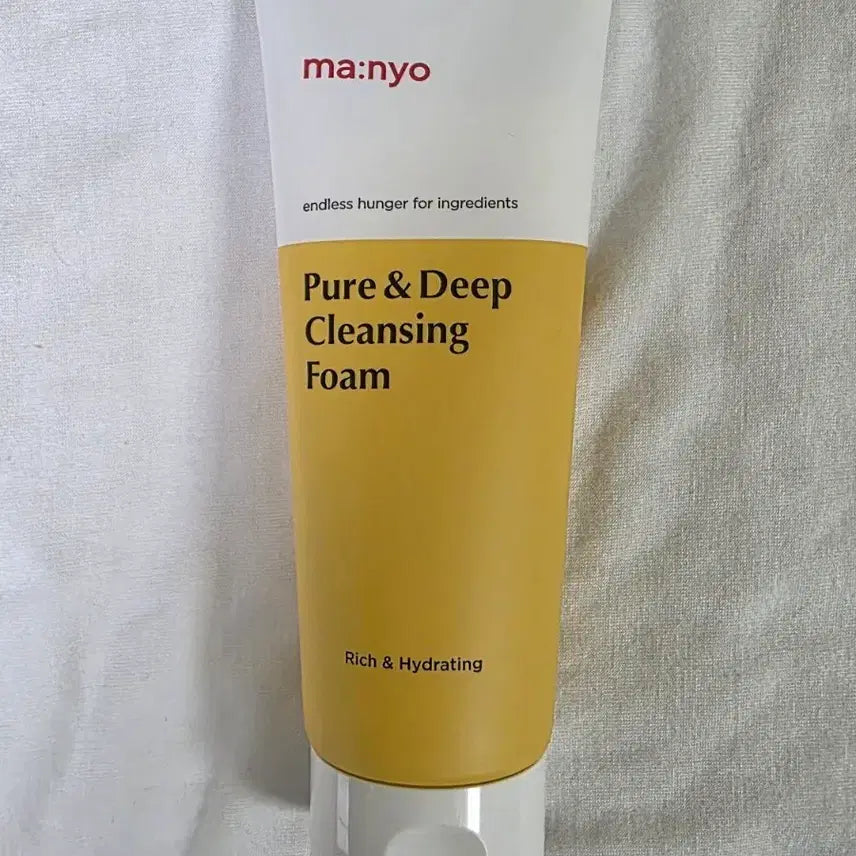 ma:nyo
endless hunger for ingredients
Pure & Deep
Cleansing
Foam
Rich & Hydrating